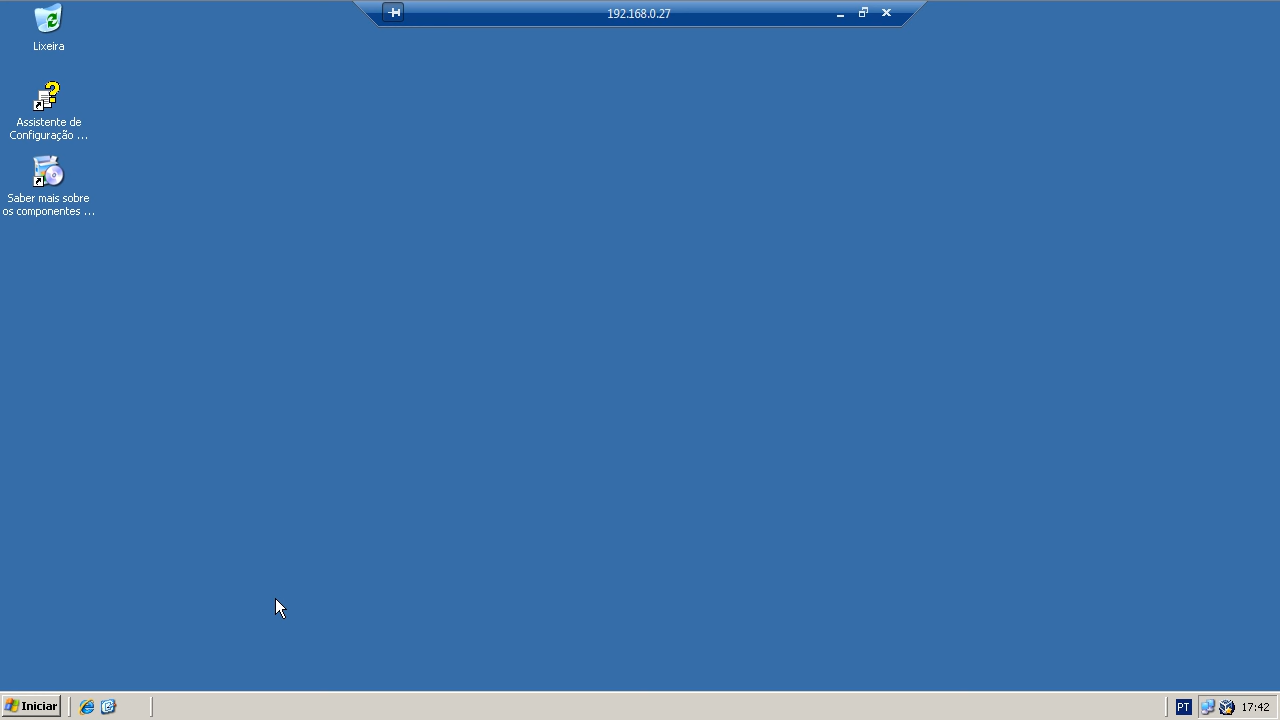 192.168.0.27
Lixeira
Assistente de
Configuração ...
Saber mais sobre
os componentes ...
Iniciar
PT
17:42